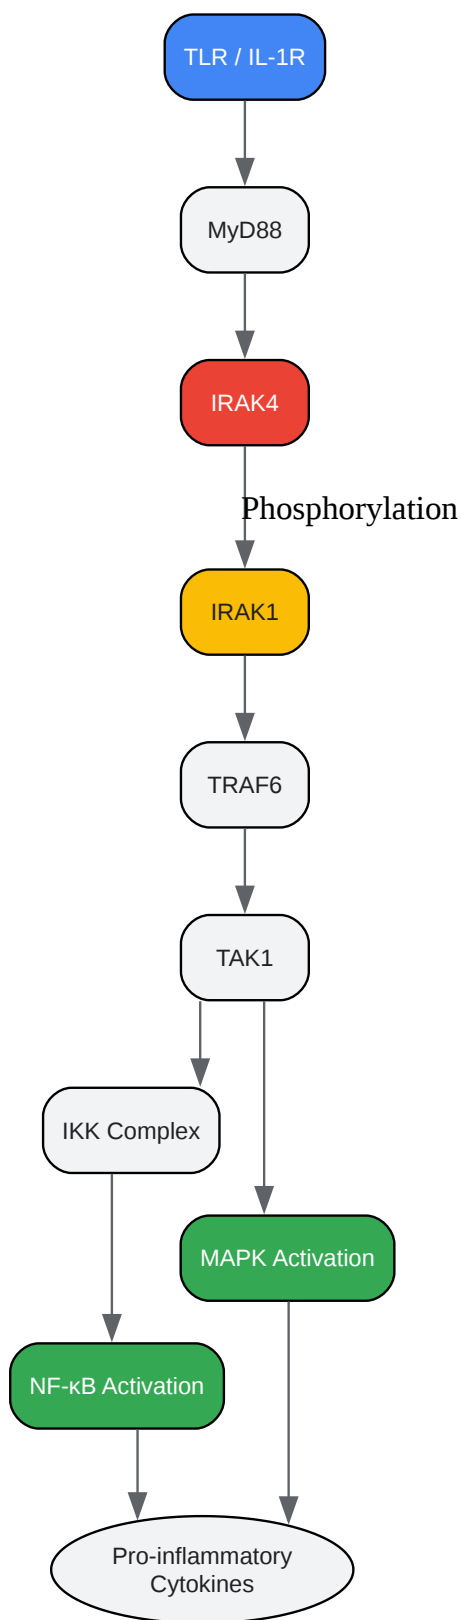 TLR / IL-1R
MyD88
IRAK4
Phosphorylation
IRAK1
TRAF6
TAK1
IKK Complex
MAPK Activation
NF-κB Activation
Pro-inflammatory
Cytokines